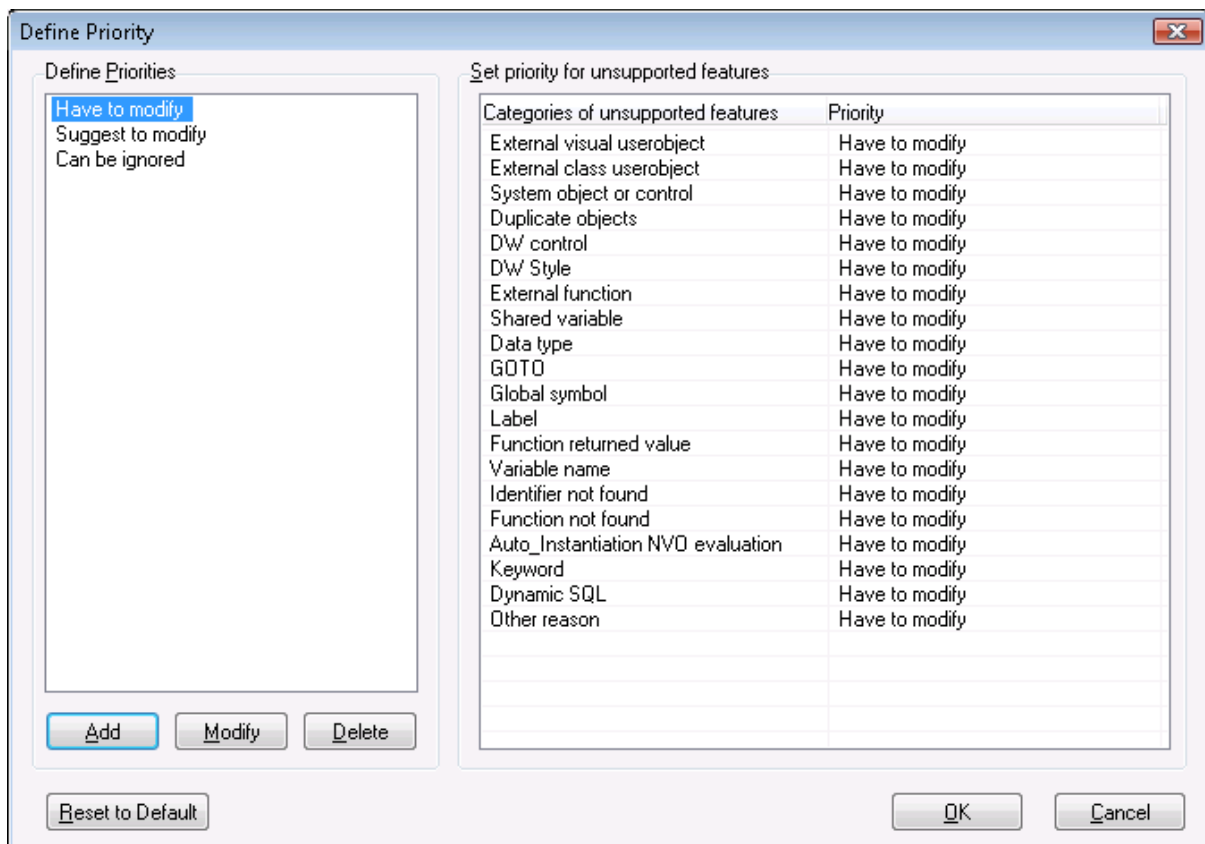 Define Priority
Define Priorities
Have to modify
Suggest to modify
Can be ignored
Add Modify Delete
Set priority for unsupported features
Categories of unsupported features Priority
External visual userobject Have to modify
External class userobject Have to modify
System object or control Have to modify
Duplicate objects Have to modify
DW control Have to modify
DW Style Have to modify
External function Have to modify
Shared variable Have to modify
Data type Have to modify
GOTO Have to modify
Global symbol Have to modify
Label Have to modify
Function returned value Have to modify
Variable name Have to modify
Identifier not found Have to modify
Function not found Have to modify
Auto_Instantiation NVO evaluation Have to modify
Keyword Have to modify
Dynamic SQL Have to modify
Other reason Have to modify
Reset to Default OK Cancel